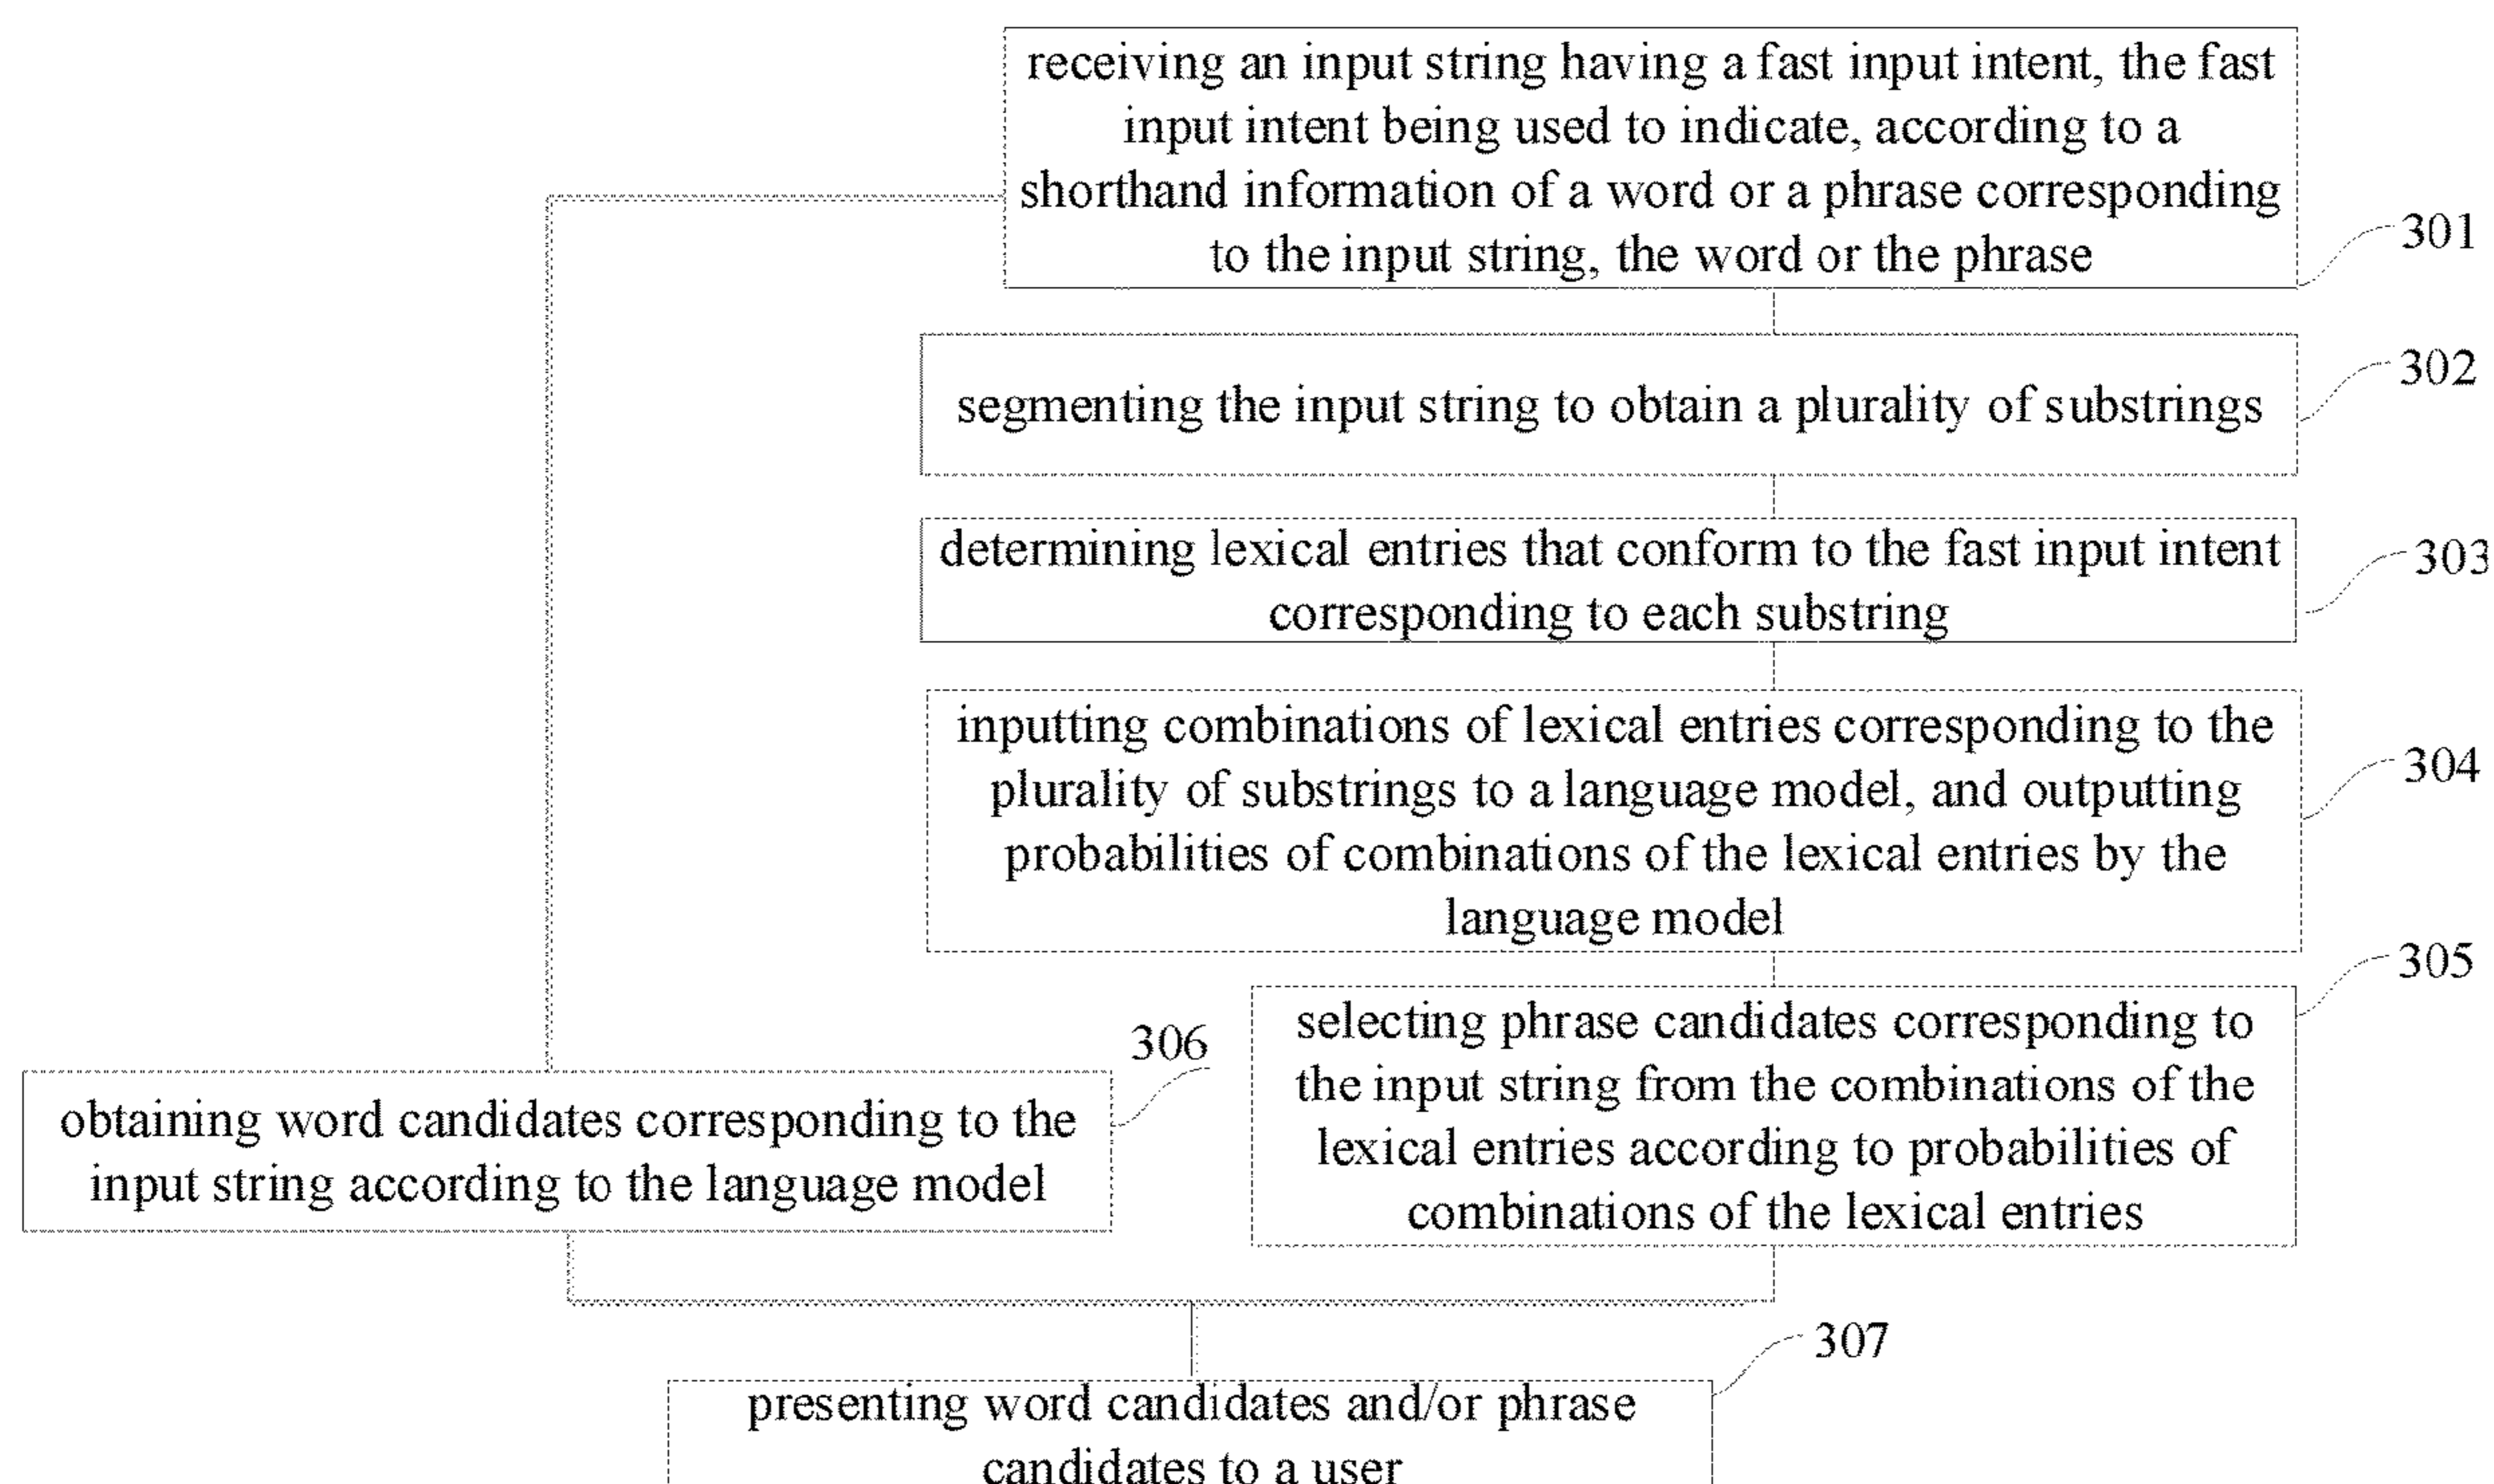 receiving an input string having a fast input intent, the fast
input intent being used to indicate, according to a
shorthand information of a word or a phrase corresponding
to the input string, the word or the phrase
301
segmenting the input string to obtain a plurality of substrings
302
determining lexical entries that conform to the fast input intent
corresponding to each substring
303
inputting combinations of lexical entries corresponding to the
plurality of substrings to a language model, and outputting
probabilities of combinations of the lexical entries by the
language model
304
selecting phrase candidates corresponding to
the input string from the combinations of the
lexical entries according to probabilities of
combinations of the lexical entries
305
obtaining word candidates corresponding to the
input string according to the language model
306
presenting word candidates and/or phrase
candidates to a user
307